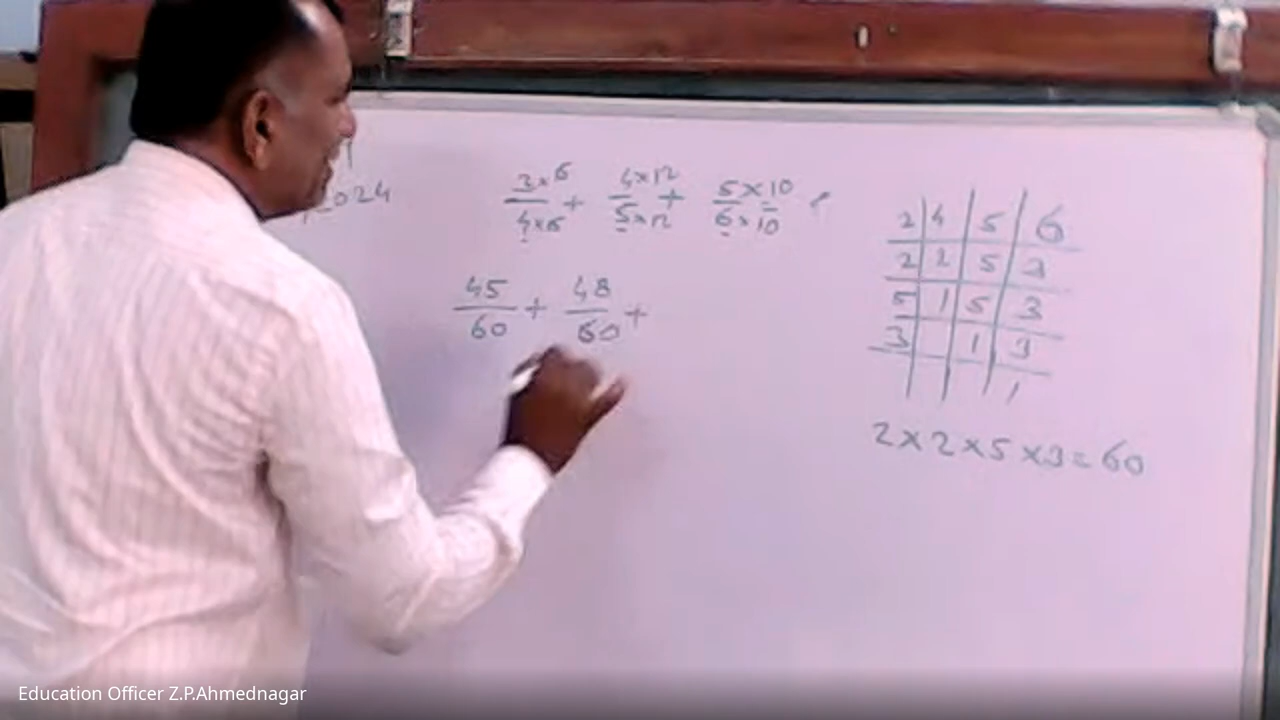 2024
3×6/4×6 + 4×12/5×12 + 5×10/6×10
45/60 + 48/60 +
2 4 5 6
2 2 5 3
5 1 5 3
3 1 3
1
2×2×5×3=60
Education Officer Z.P.Ahmednagar